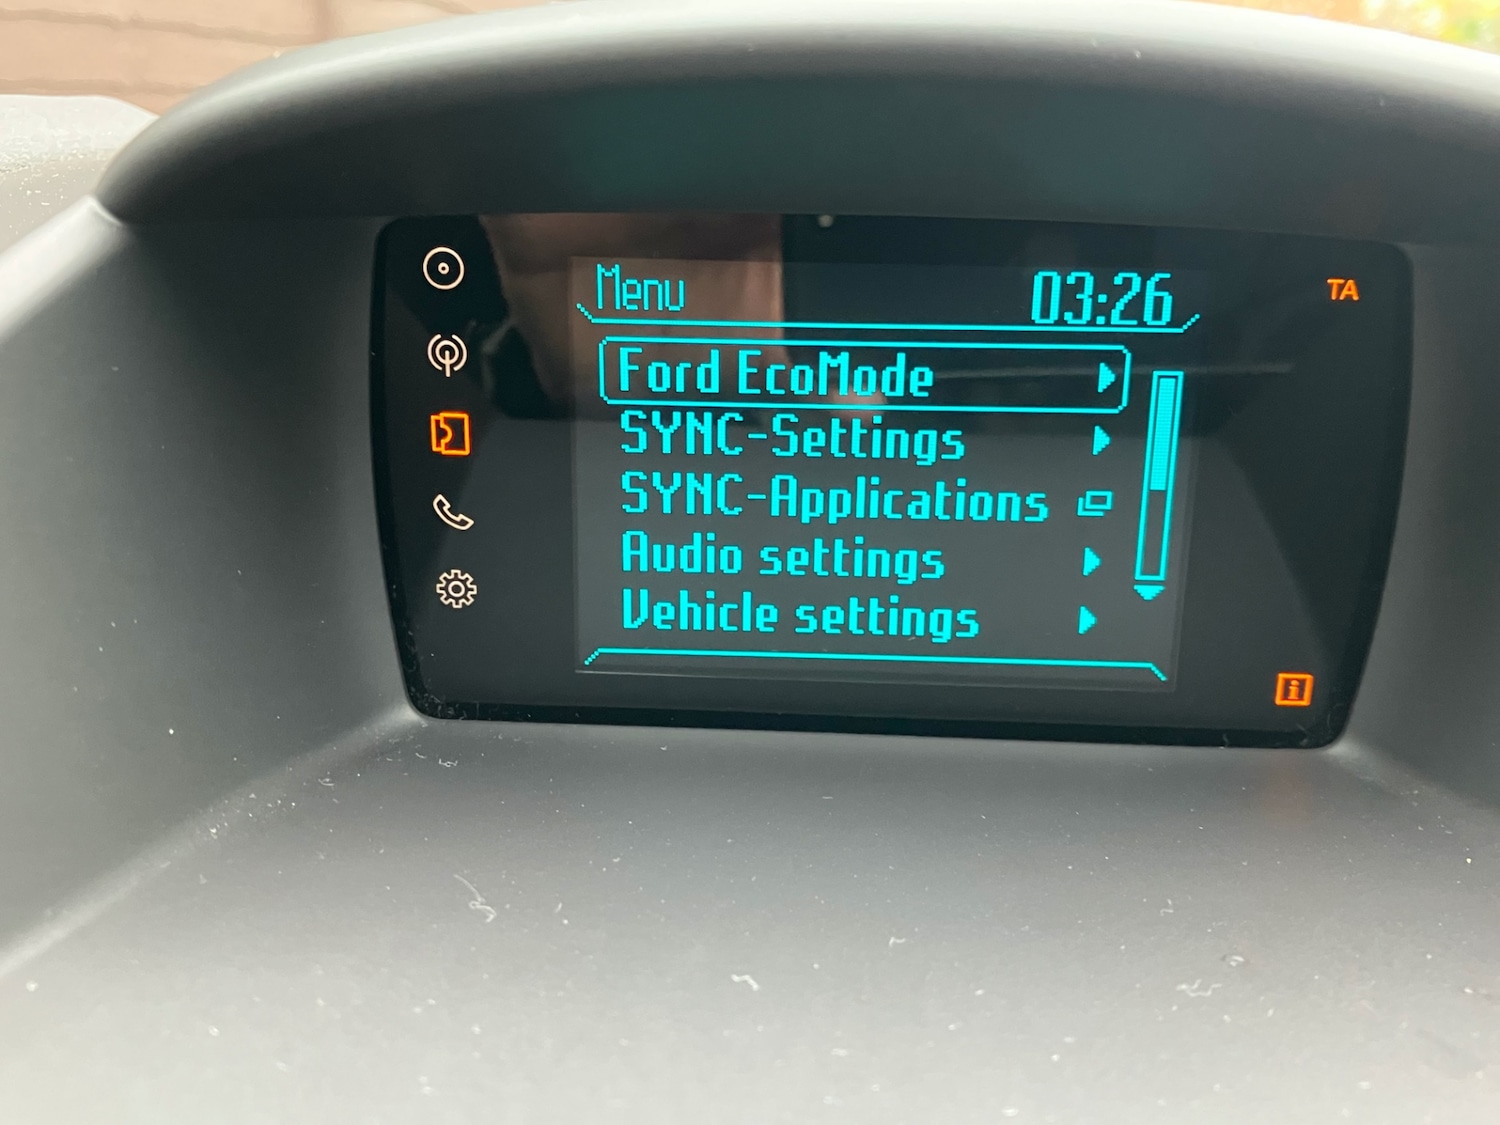 Menu 03:26
TA
Ford EcoMode
SYNC-Settings
SYNC-Applications
Audio settings
Vehicle settings
i